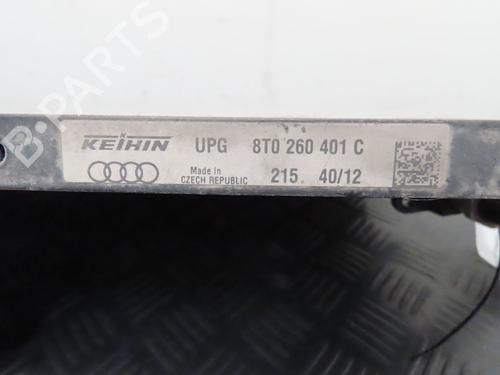 KEIHIN UPG 8T0 260 401 C
Made in
CZECH REPUBLIC 215 40/12
B-PARTS